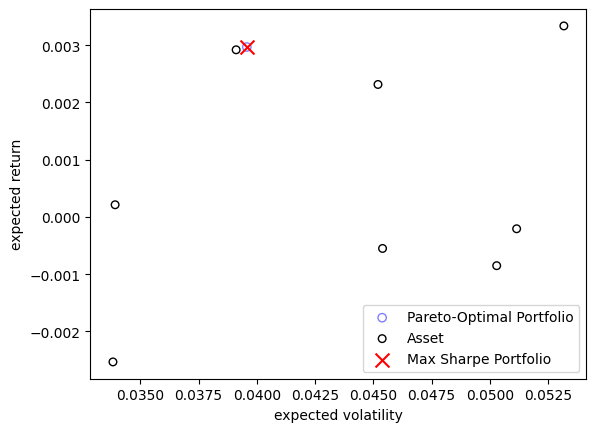 0.003
0.002
0.001
0.000
−0.001
−0.002
expected return
0.0350 0.0375 0.0400 0.0425 0.0450 0.0475 0.0500 0.0525
expected volatility
Pareto-Optimal Portfolio
Asset
Max Sharpe Portfolio